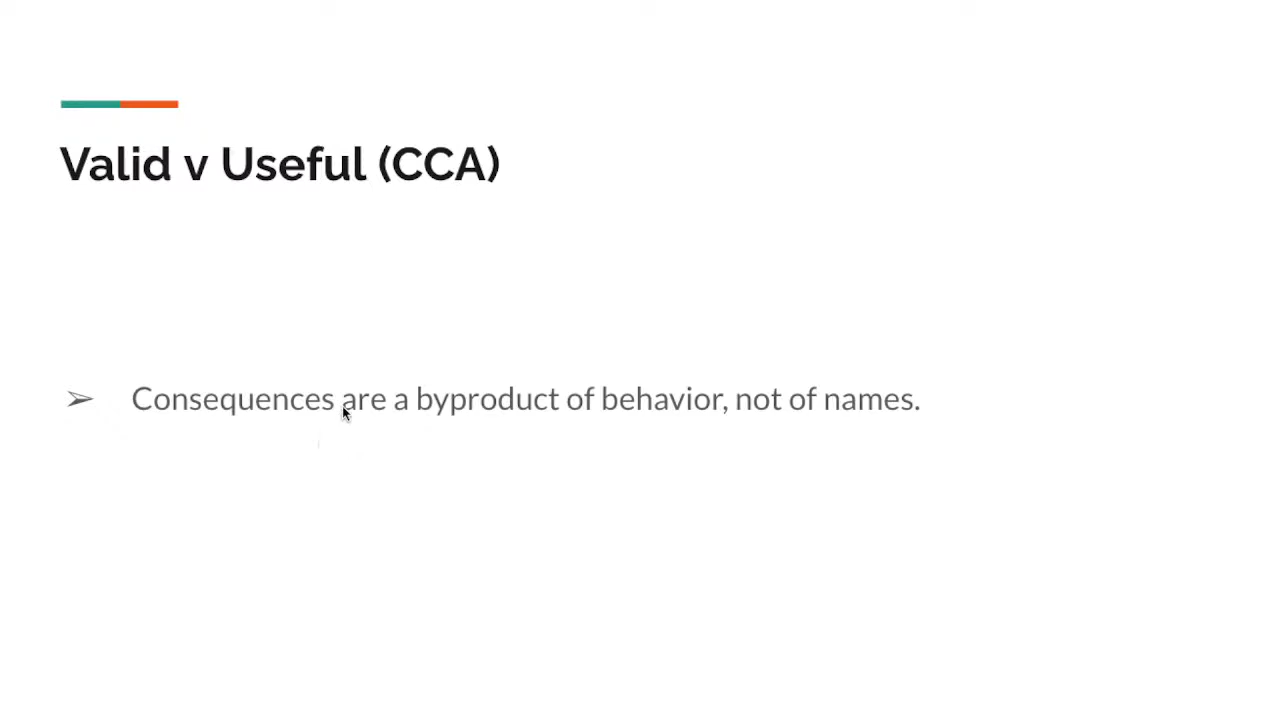 Valid v Useful (CCA)
➢ Consequences are a byproduct of behavior, not of names.